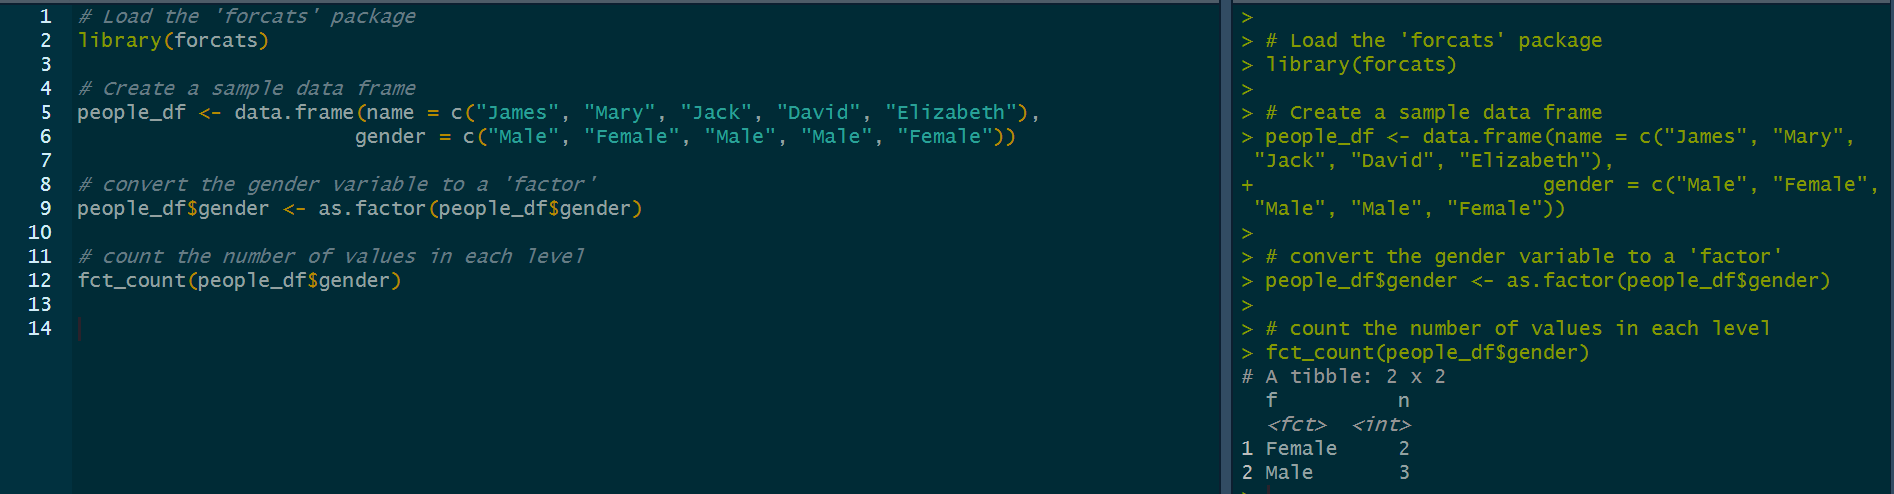 1 # Load the 'forcats' package
2 library(forcats)
3
4 # Create a sample data frame
5 people_df <- data.frame(name = c("James", "Mary", "Jack", "David", "Elizabeth"),
6                        gender = c("Male", "Female", "Male", "Male", "Female"))
7
8 # convert the gender variable to a 'factor'
9 people_df$gender <- as.factor(people_df$gender)
10
11 # count the number of values in each level
12 fct_count(people_df$gender)
13
14
>
> # Load the 'forcats' package
> library(forcats)
>
> # Create a sample data frame
> people_df <- data.frame(name = c("James", "Mary",
"Jack", "David", "Elizabeth"),
+                        gender = c("Male", "Female",
"Male", "Male", "Female"))
>
> # convert the gender variable to a 'factor'
> people_df$gender <- as.factor(people_df$gender)
>
> # count the number of values in each level
> fct_count(people_df$gender)
# A tibble: 2 x 2
  f          n
  <fct>  <int>
1 Female     2
2 Male       3
>